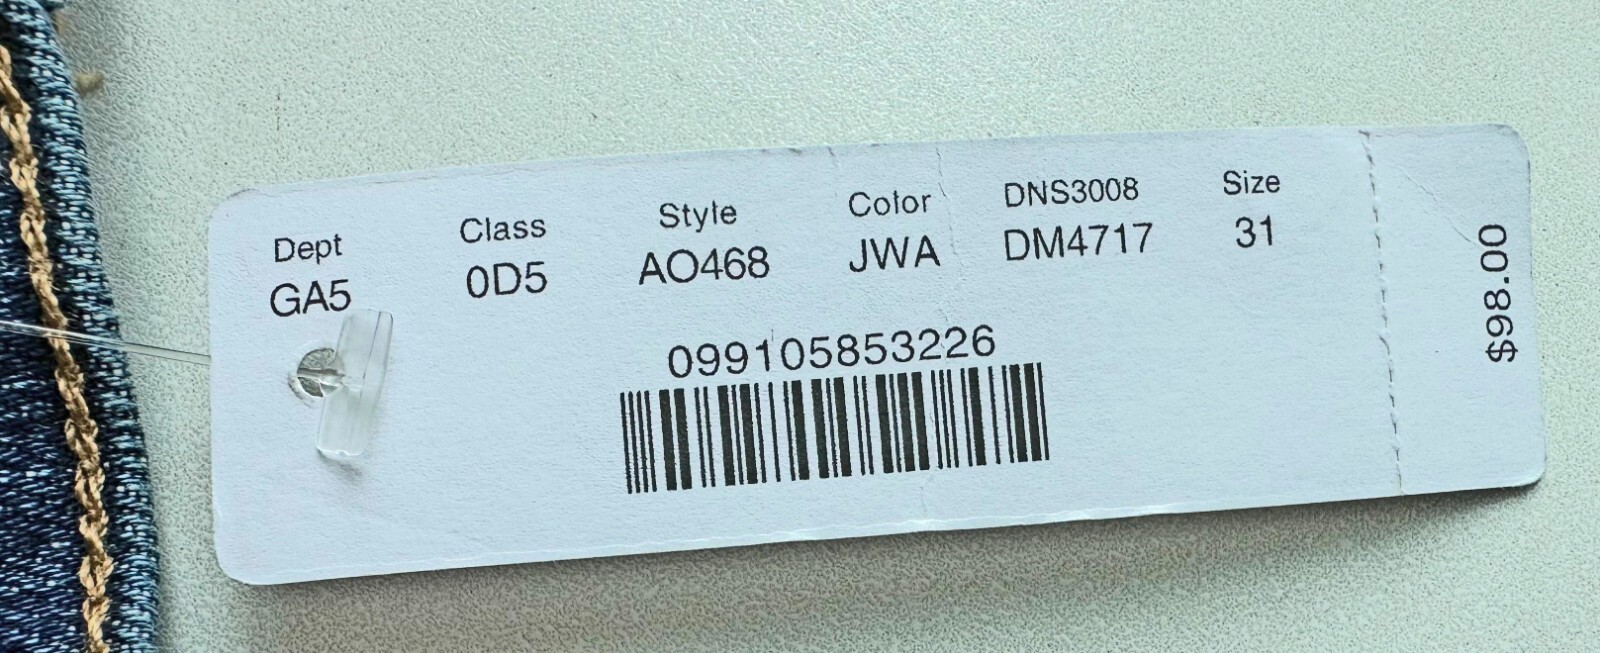 Dept Class Style Color DNS3008 Size
GA5 0D5 AO468 JWA DM4717 31
099105853226
$98.00